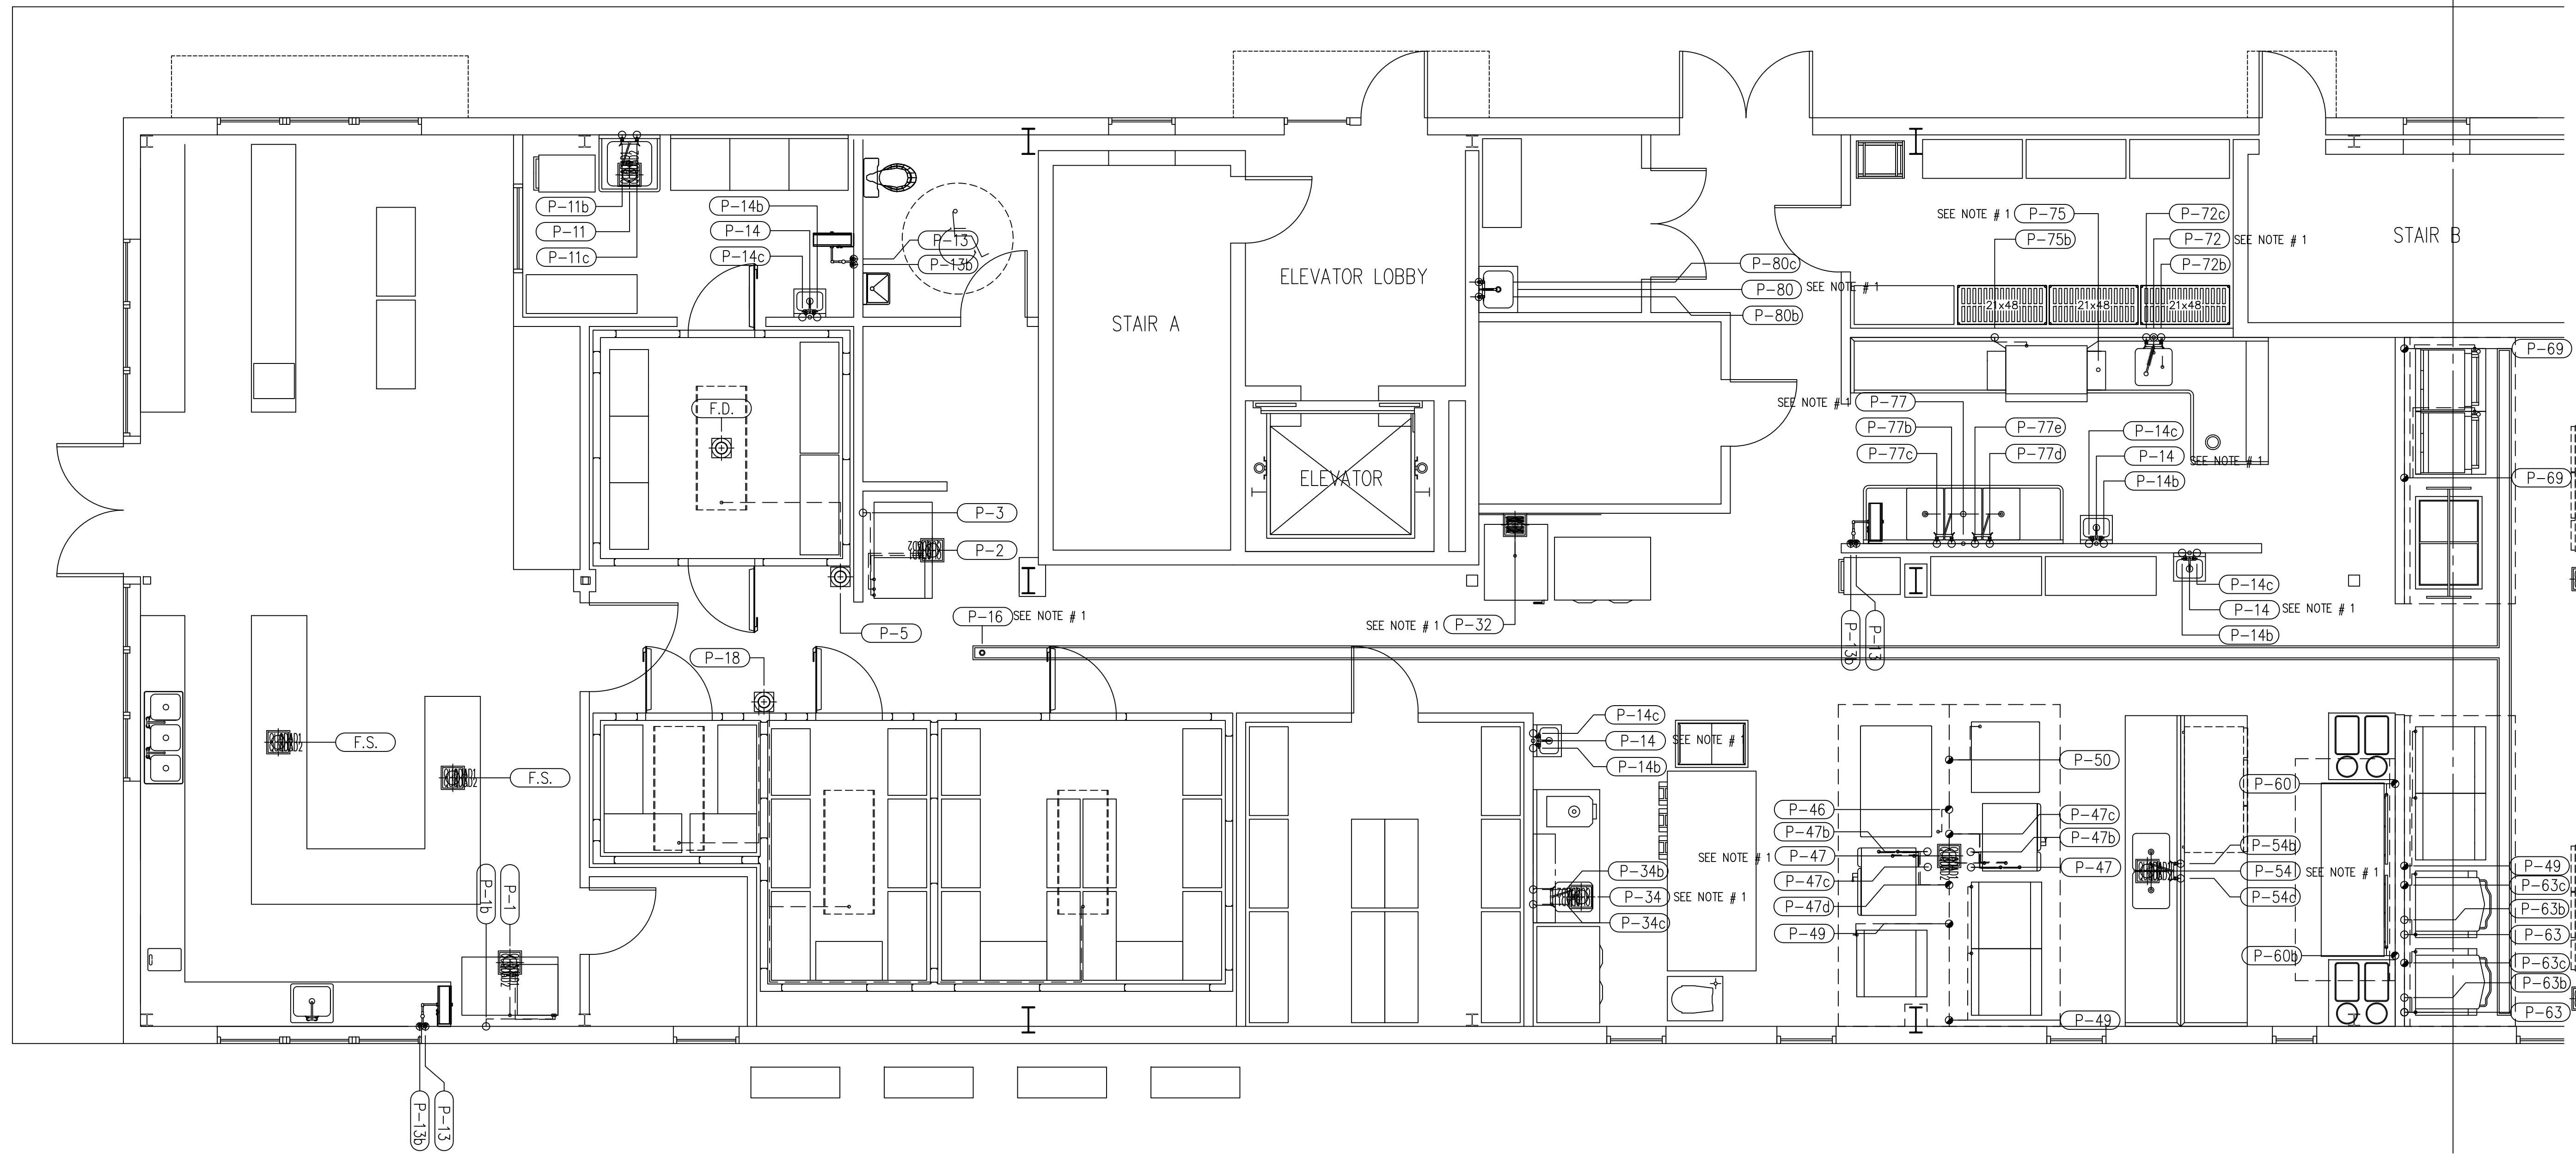 P-11b
P-11
P-11c
P-14b
P-14
P-14c
P-13
P-13b
F.D.
STAIR A
ELEVATOR LOBBY
ELEVATOR
P-80c
P-80 SEE NOTE # 1
P-80b
SEE NOTE # 1 P-75
P-75b
P-72c
P-72 SEE NOTE # 1
P-72b
21x48
21x48
21x48
STAIR B
P-69
P-69
SEE NOTE # 1 P-77
P-77b
P-77c
P-77e
P-77d
P-14c
P-14 SEE NOTE # 1
P-14b
P-3
P-2
P-5
P-16 SEE NOTE # 1
SEE NOTE # 1 P-32
P-13b
P-13
P-14c
P-14 SEE NOTE # 1
P-14b
P-18
F.S.
F.S.
P-1b
P-1
P-14c
P-14 SEE NOTE # 1
P-14b
P-34b
P-34 SEE NOTE # 1
P-34c
P-50
P-46
P-47b
SEE NOTE # 1 P-47
P-47c
P-47d
P-49
P-47c
P-47b
P-47
P-49
P-54b
P-54 SEE NOTE # 1
P-54c
P-60
P-60b
P-49
P-63c
P-63b
P-63
P-63c
P-63b
P-63
P-13b
P-13